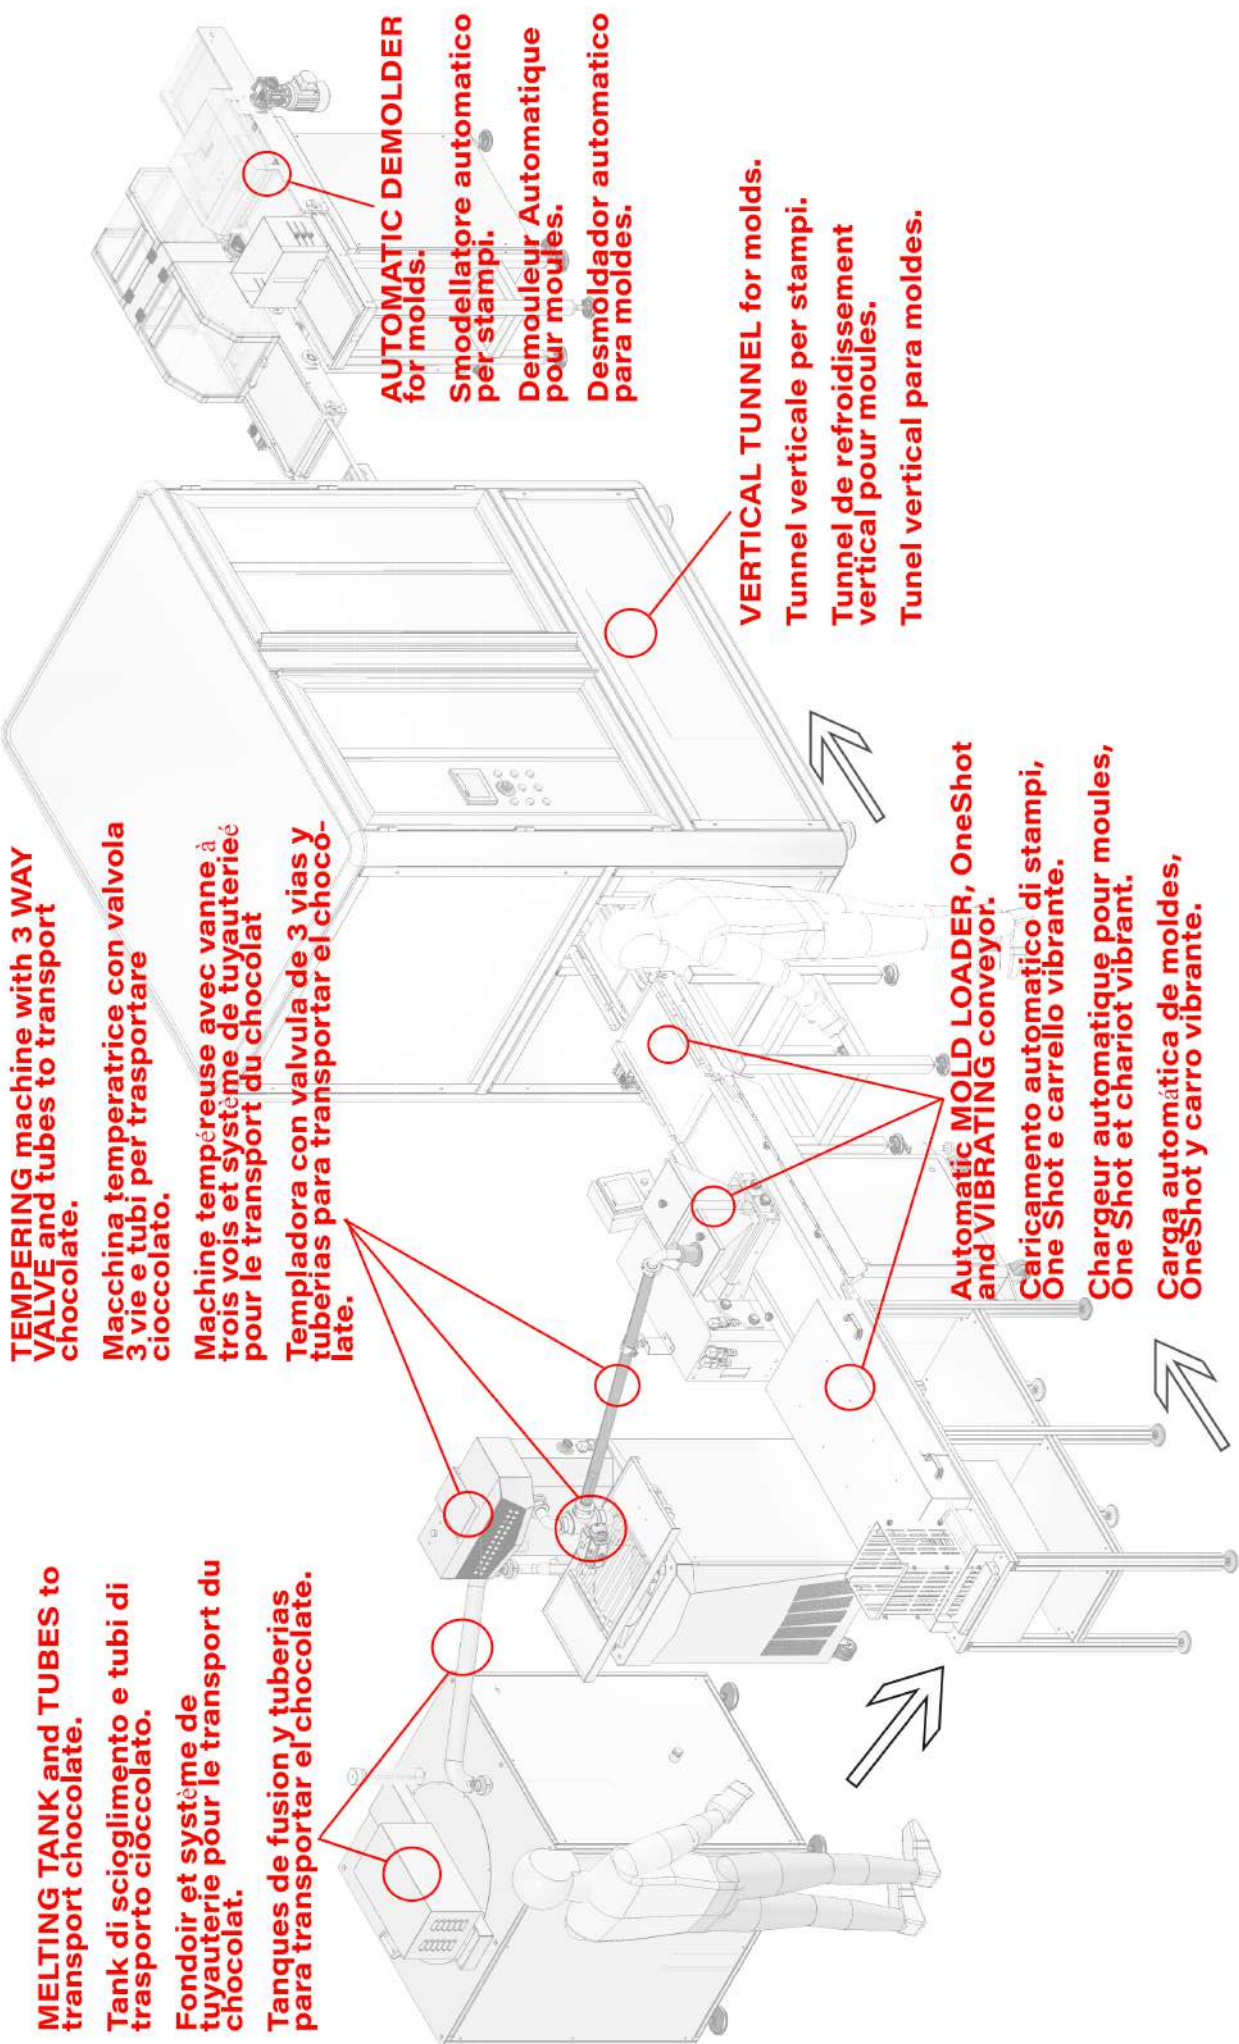 MELTING TANK and TUBES to
transport chocolate.
Tank di scioglimento e tubi di
trasporto cioccolato.
Fondoir et système de
tuyauterie pour le transport du
chocolat.
Tanques de fusion y tuberias
para transportar el chocolate.
TEMPERING machine with 3 WAY
VALVE and tubes to transport
chocolate.
Macchina temperatrice con valvola
3 vie e tubi per trasportare
cioccolato.
Machine tempéreuse avec vanne à
trois vois et système de tuyauterieé
pour le transport du chocolat
Templadora con valvula de 3 vias y
tuberias para transportar el choco-
late.
Automatic MOLD LOADER, OneShot
and VIBRATING conveyor.
Caricamento automatico di stampi,
One Shot e carrello vibrante.
Chargeur automatique pour moules,
One Shot et chariot vibrant.
Carga automática de moldes,
OneShot y carro vibrante.
VERTICAL TUNNEL for molds.
Tunnel verticale per stampi.
Tunnel de refroidissement
vertical pour moules.
Tunel vertical para moldes.
AUTOMATIC DEMOLDER
for molds.
Smodellatore automatico
per stampi.
Demouleur Automatique
pour moules.
Desmoldador automatico
para moldes.